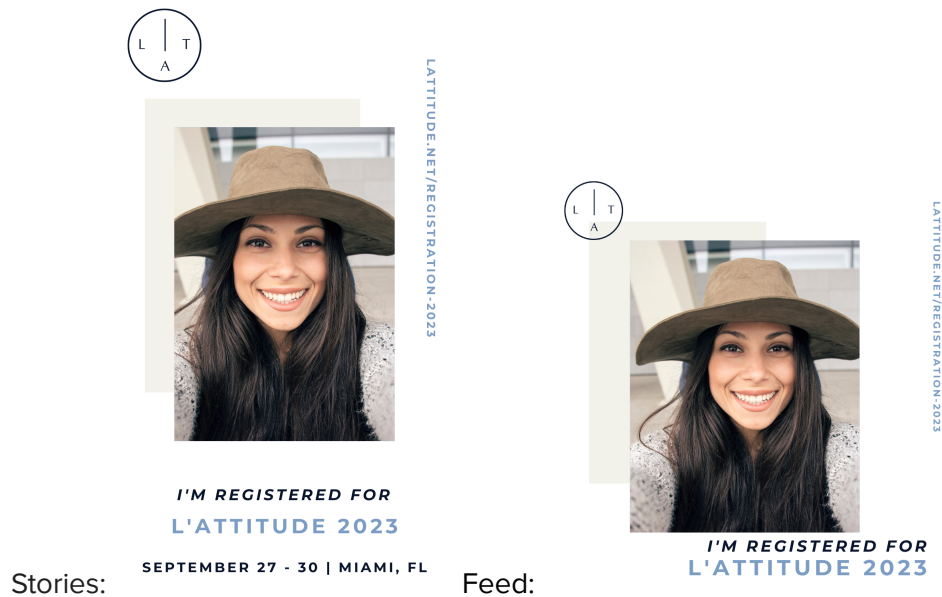 L T
A
LATTITUDE.NET/REGISTRATION-2023
I'M REGISTERED FOR
L'ATTITUDE 2023
SEPTEMBER 27 - 30 | MIAMI, FL
Stories:
L T
A
LATTITUDE.NET/REGISTRATION-2023
I'M REGISTERED FOR
L'ATTITUDE 2023
Feed: